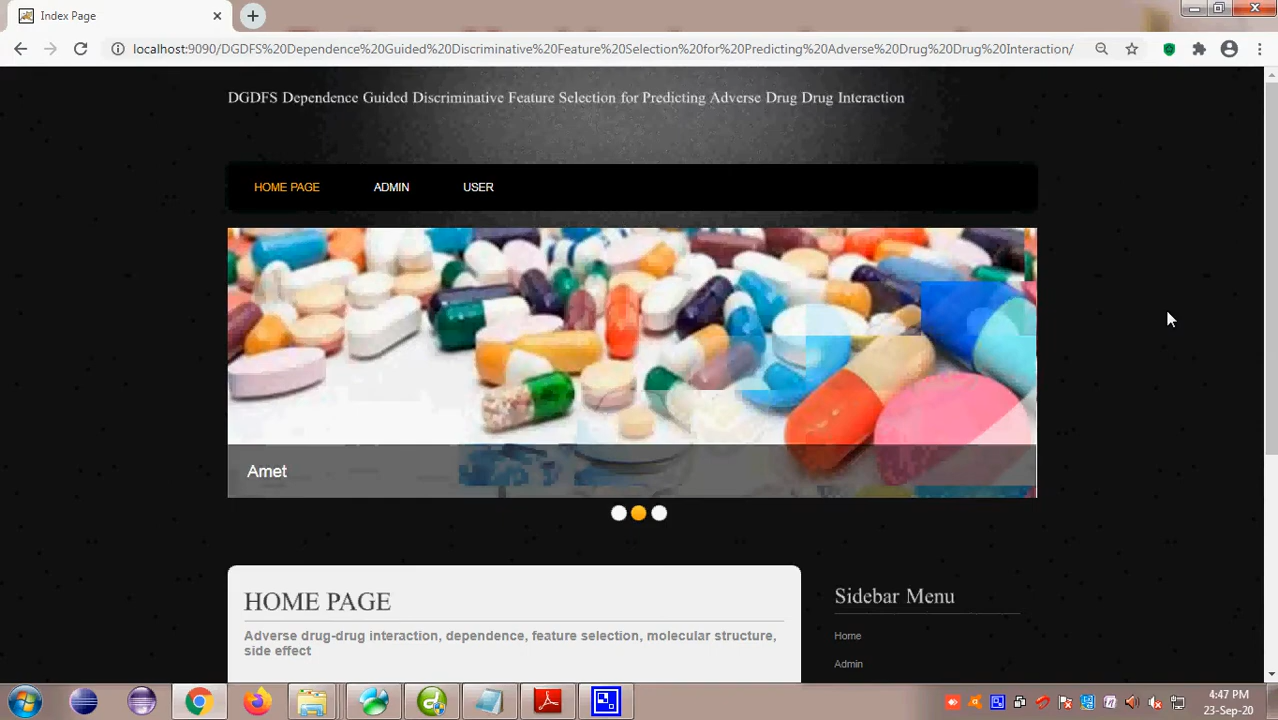 Index Page
localhost:9090/DGDFS%20Dependence%20Guided%20Discriminative%20Feature%20Selection%20for%20Predicting%20Adverse%20Drug%20Drug%20Interaction/
DGDFS Dependence Guided Discriminative Feature Selection for Predicting Adverse Drug Drug Interaction
HOME PAGE ADMIN USER
Amet
HOME PAGE
Adverse drug-drug interaction, dependence, feature selection, molecular structure,
side effect
Sidebar Menu
Home
Admin
4:47 PM
23-Sep-20